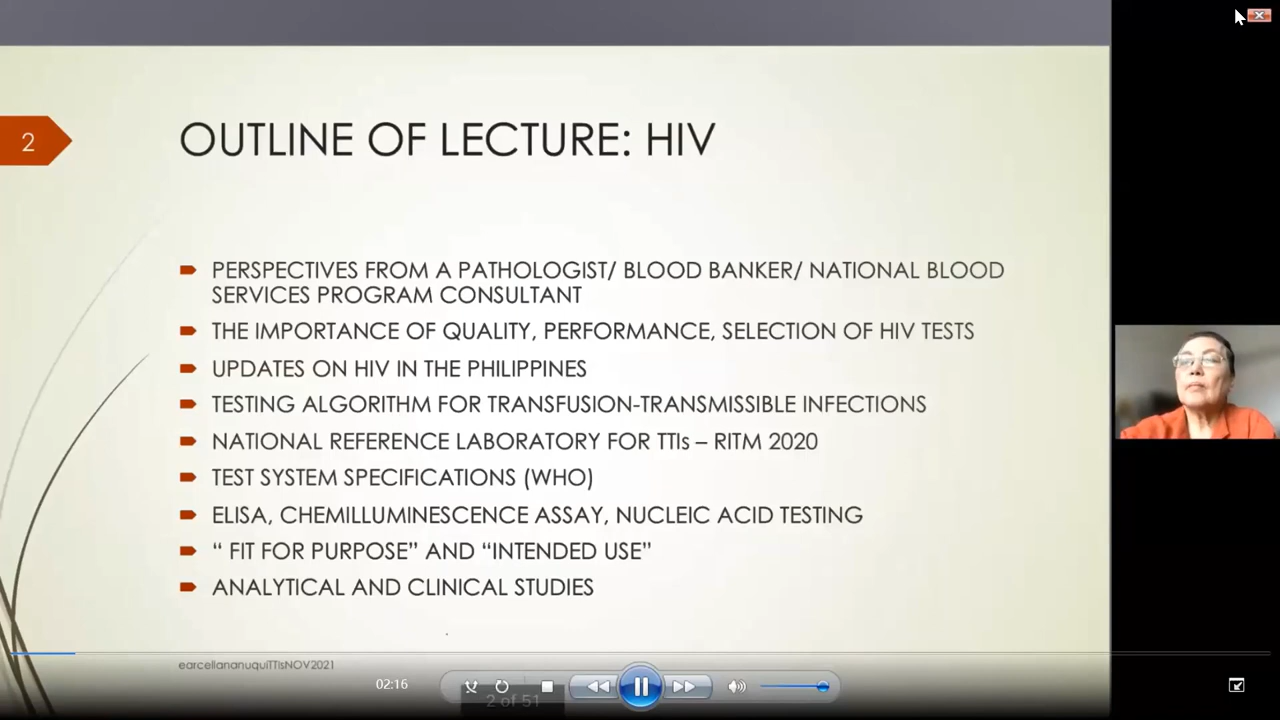 2
OUTLINE OF LECTURE: HIV
PERSPECTIVES FROM A PATHOLOGIST/ BLOOD BANKER/ NATIONAL BLOOD
SERVICES PROGRAM CONSULTANT
THE IMPORTANCE OF QUALITY, PERFORMANCE, SELECTION OF HIV TESTS
UPDATES ON HIV IN THE PHILIPPINES
TESTING ALGORITHM FOR TRANSFUSION-TRANSMISSIBLE INFECTIONS
NATIONAL REFERENCE LABORATORY FOR TTIs – RITM 2020
TEST SYSTEM SPECIFICATIONS (WHO)
ELISA, CHEMILLUMINESCENCE ASSAY, NUCLEIC ACID TESTING
“ FIT FOR PURPOSE” AND “INTENDED USE”
ANALYTICAL AND CLINICAL STUDIES
earcellananuquiTTIsNOV2021
02:16
2 of 51